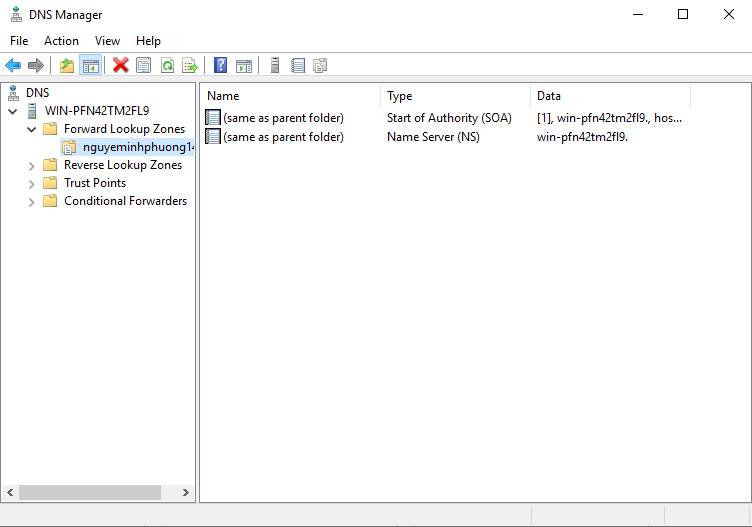 DNS Manager
File Action View Help
DNS
WIN-PFN42TM2FL9
Forward Lookup Zones
nguyeminhphuong14
Reverse Lookup Zones
Trust Points
Conditional Forwarders
Name Type Data
(same as parent folder) Start of Authority (SOA) [1], win-pfn42tm2fl9., hos...
(same as parent folder) Name Server (NS) win-pfn42tm2fl9.